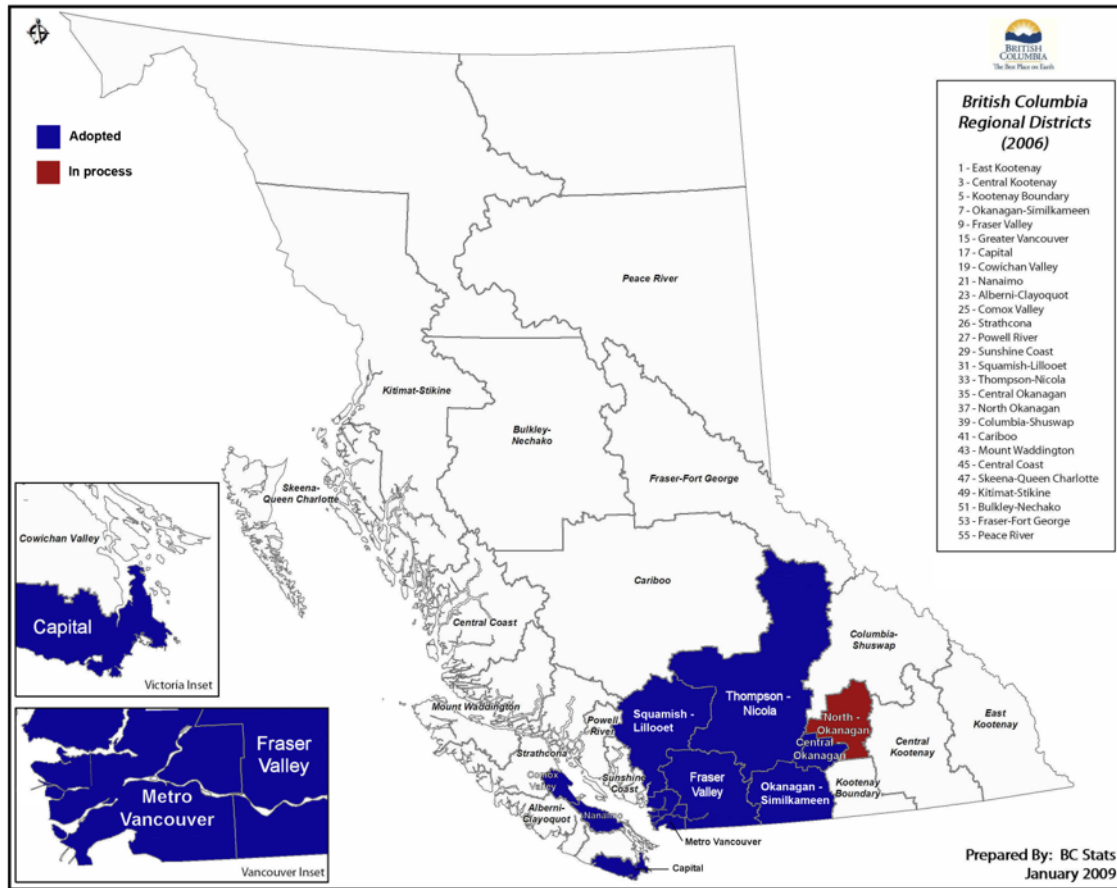 BRITISH
COLUMBIA
The Best Place on Earth
British Columbia
Regional Districts
(2006)
1 - East Kootenay
3 - Central Kootenay
5 - Kootenay Boundary
7 - Okanagan-Similkameen
9 - Fraser Valley
15 - Greater Vancouver
17 - Capital
19 - Cowichan Valley
21 - Nanaimo
23 - Alberni-Clayoquot
25 - Comox Valley
26 - Strathcona
27 - Powell River
29 - Sunshine Coast
31 - Squamish-Lillooet
33 - Thompson-Nicola
35 - Central Okanagan
37 - North Okanagan
39 - Columbia-Shuswap
41 - Cariboo
43 - Mount Waddington
45 - Central Coast
47 - Skeena-Queen Charlotte
49 - Kitimat-Stikine
51 - Bulkley-Nechako
53 - Fraser-Fort George
55 - Peace River
Adopted
In process
Peace River
Kitimat-Stikine
Bulkley-
Nechako
Skeena-
Queen Charlotte
Fraser-Fort George
Cariboo
Central Coast
Columbia-
Shuswap
Mount Waddington
Squamish -
Lillooet
Thompson -
Nicola
North -
Okanagan
Central -
Okanagan
East
Kootenay
Central
Kootenay
Powell
River
Strathcona
Comox
Valley
Sunshine
Coast
Fraser
Valley
Okanagan -
Similkameen
Kootenay
Boundary
Alberni-
Clayoquot
Nanaimo
Metro Vancouver
Capital
Cowichan Valley
Capital
Victoria Inset
Fraser
Valley
Metro
Vancouver
Vancouver Inset
Prepared By: BC Stats
January 2009